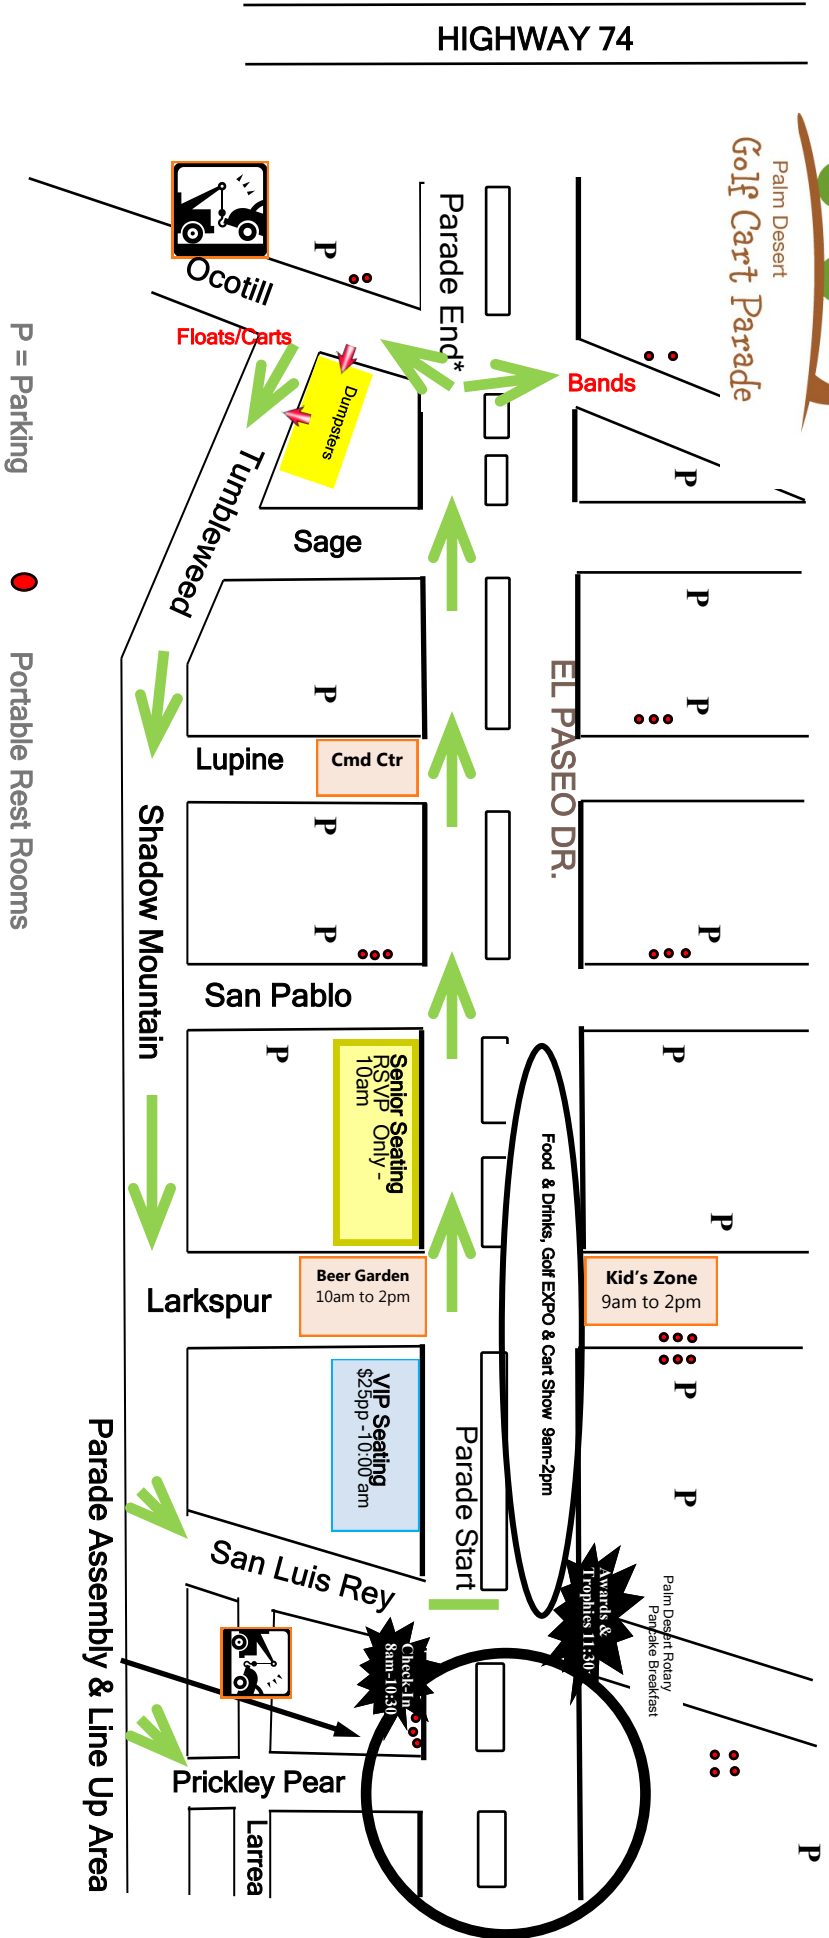 HIGHWAY 74
Palm Desert
Golf Cart Parade
P
Ocotill
Parade End*
Floats/Carts
Bands
Dumpsters
P
Tumbleweed
Sage
P = Parking
Portable Rest Rooms
P
P
P
EL PASEO DR.
Lupine
Cmd Ctr
Shadow Mountain
P
P
P
San Pablo
P
P
Senior Seating
RSVP Only -
10am
P
Food & Drinks, Golf EXPO & Cart Show 9am-2pm
Larkspur
Beer Garden
10am to 2pm
Kid's Zone
9am to 2pm
VIP Seating
$25pp -10:00 am
P
P
Parade Start
Parade Assembly & Line Up Area
San Luis Rey
Awards &
Trophies 11:30
Palm Desert Rotary
Pancake Breakfast
Check-In
8am-10:30
Prickley Pear
Larrea
P